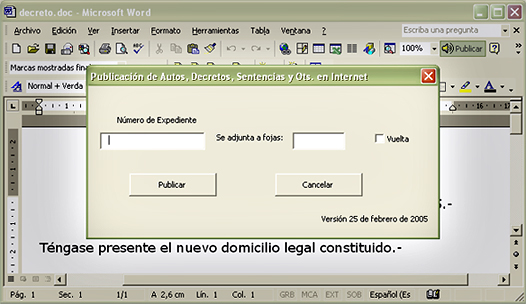 decreto.doc - Microsoft Word
Archivo Edición Ver Insertar Formato Herramientas Tabla Ventana ? Escriba una pregunta
100% Publicar
Marcas mostradas fina
Normal + Verda
Publicación de Autos, Decretos, Sentencias y Ots. en Internet
Número de Expediente
Se adjunta a fojas:
Vuelta
Publicar Cancelar
Versión 25 de febrero de 2005
s.-
Téngase presente el nuevo domicilio legal constituido.-
Pág. Sec. 1 1/1 A 2,6 cm Lín. 1 Col. 1 GRB MCA EXT SOB Español (Es